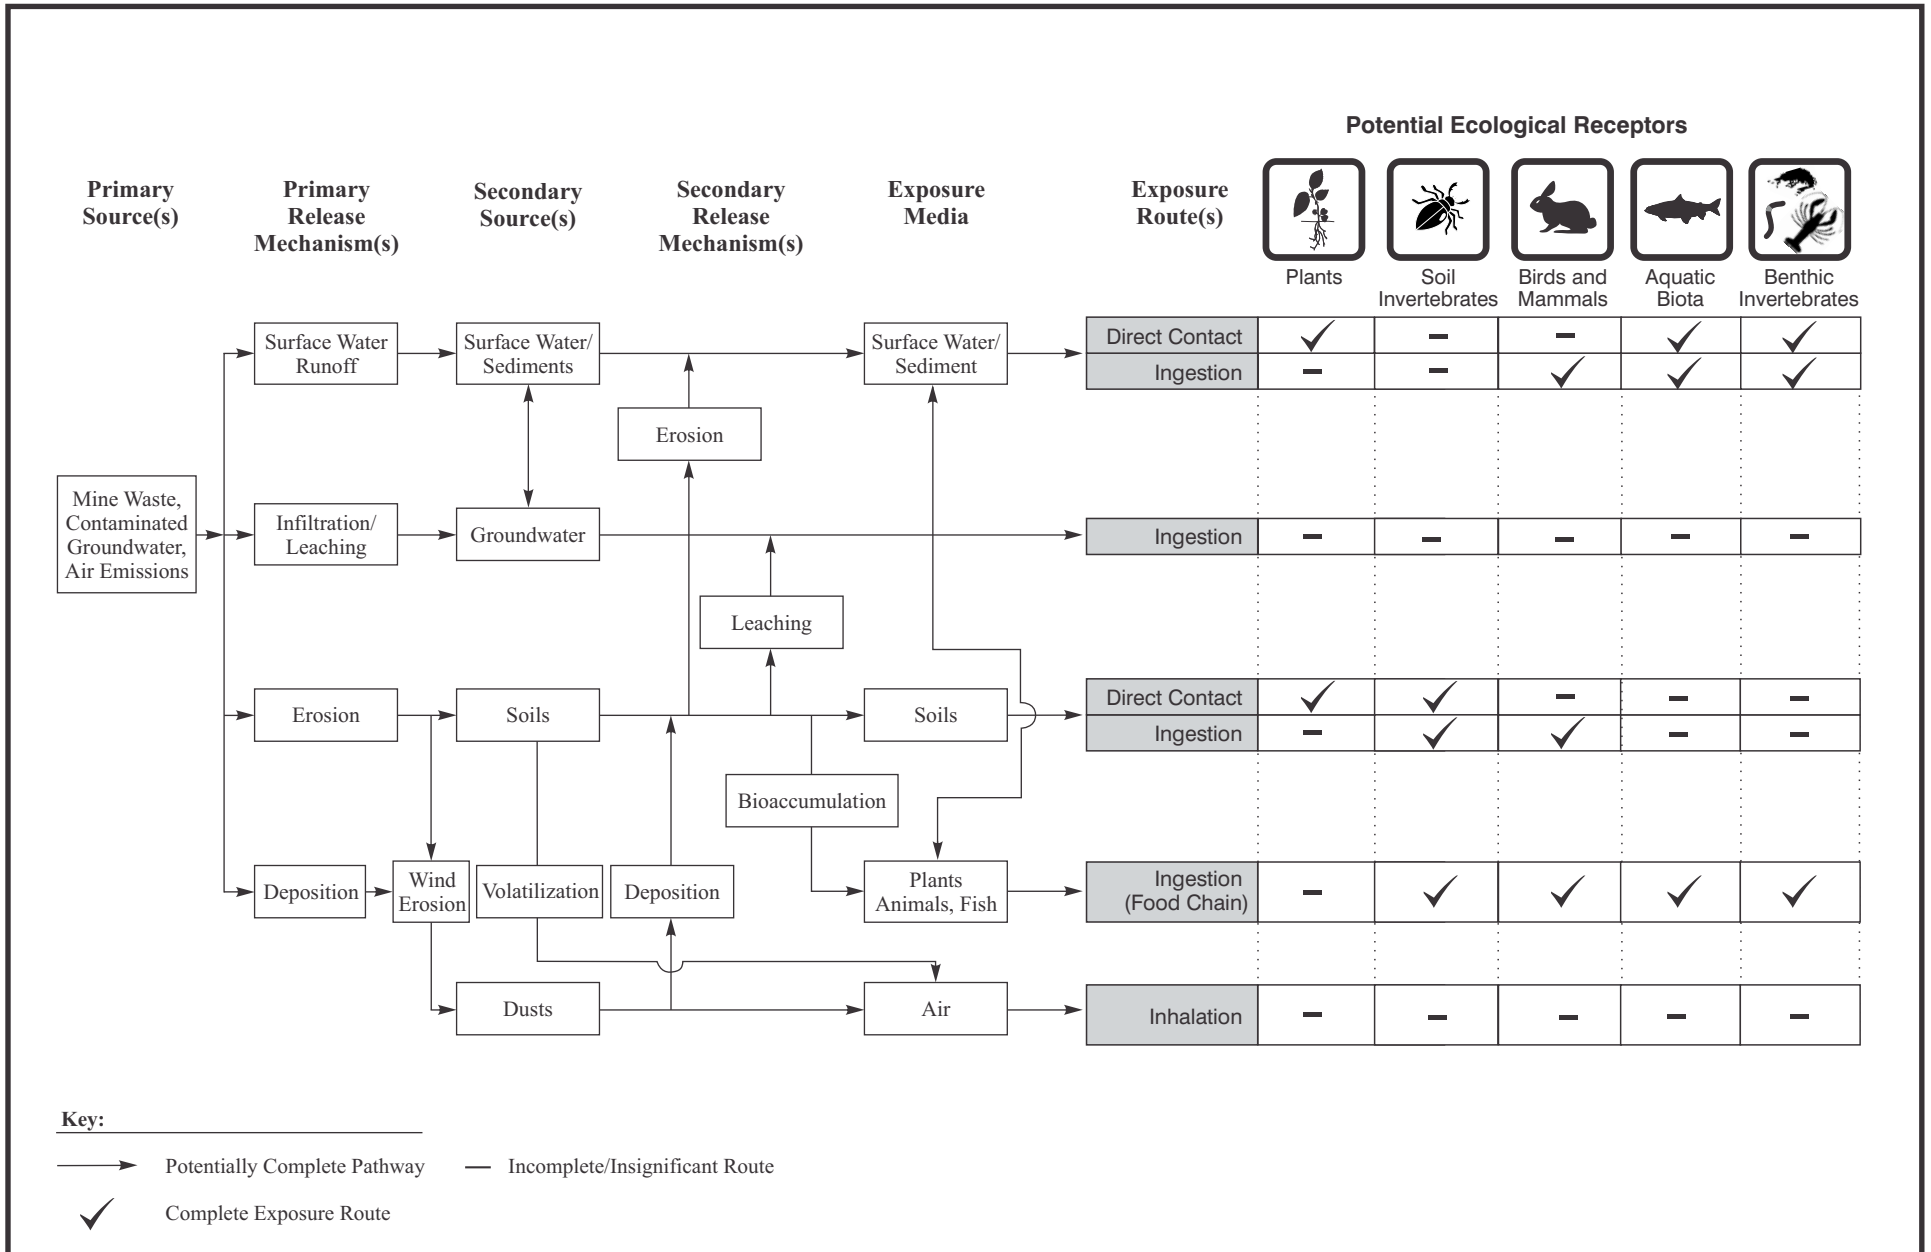 Potential Ecological Receptors
Primary
Source(s)
Primary
Release
Mechanism(s)
Secondary
Source(s)
Secondary
Release
Mechanism(s)
Exposure
Media
Exposure
Route(s)
Plants
Soil
Invertebrates
Birds and
Mammals
Aquatic
Biota
Benthic
Invertebrates
Surface Water
Runoff
Surface Water/
Sediments
Surface Water/
Sediment
Direct Contact
Ingestion
Erosion
Mine Waste,
Contaminated
Groundwater,
Air Emissions
Infiltration/
Leaching
Groundwater
Ingestion
Leaching
Erosion
Soils
Soils
Direct Contact
Ingestion
Bioaccumulation
Deposition
Wind
Erosion
Volatilization
Deposition
Plants
Animals, Fish
Ingestion
(Food Chain)
Dusts
Air
Inhalation
Key:
Potentially Complete Pathway
Incomplete/Insignificant Route
Complete Exposure Route